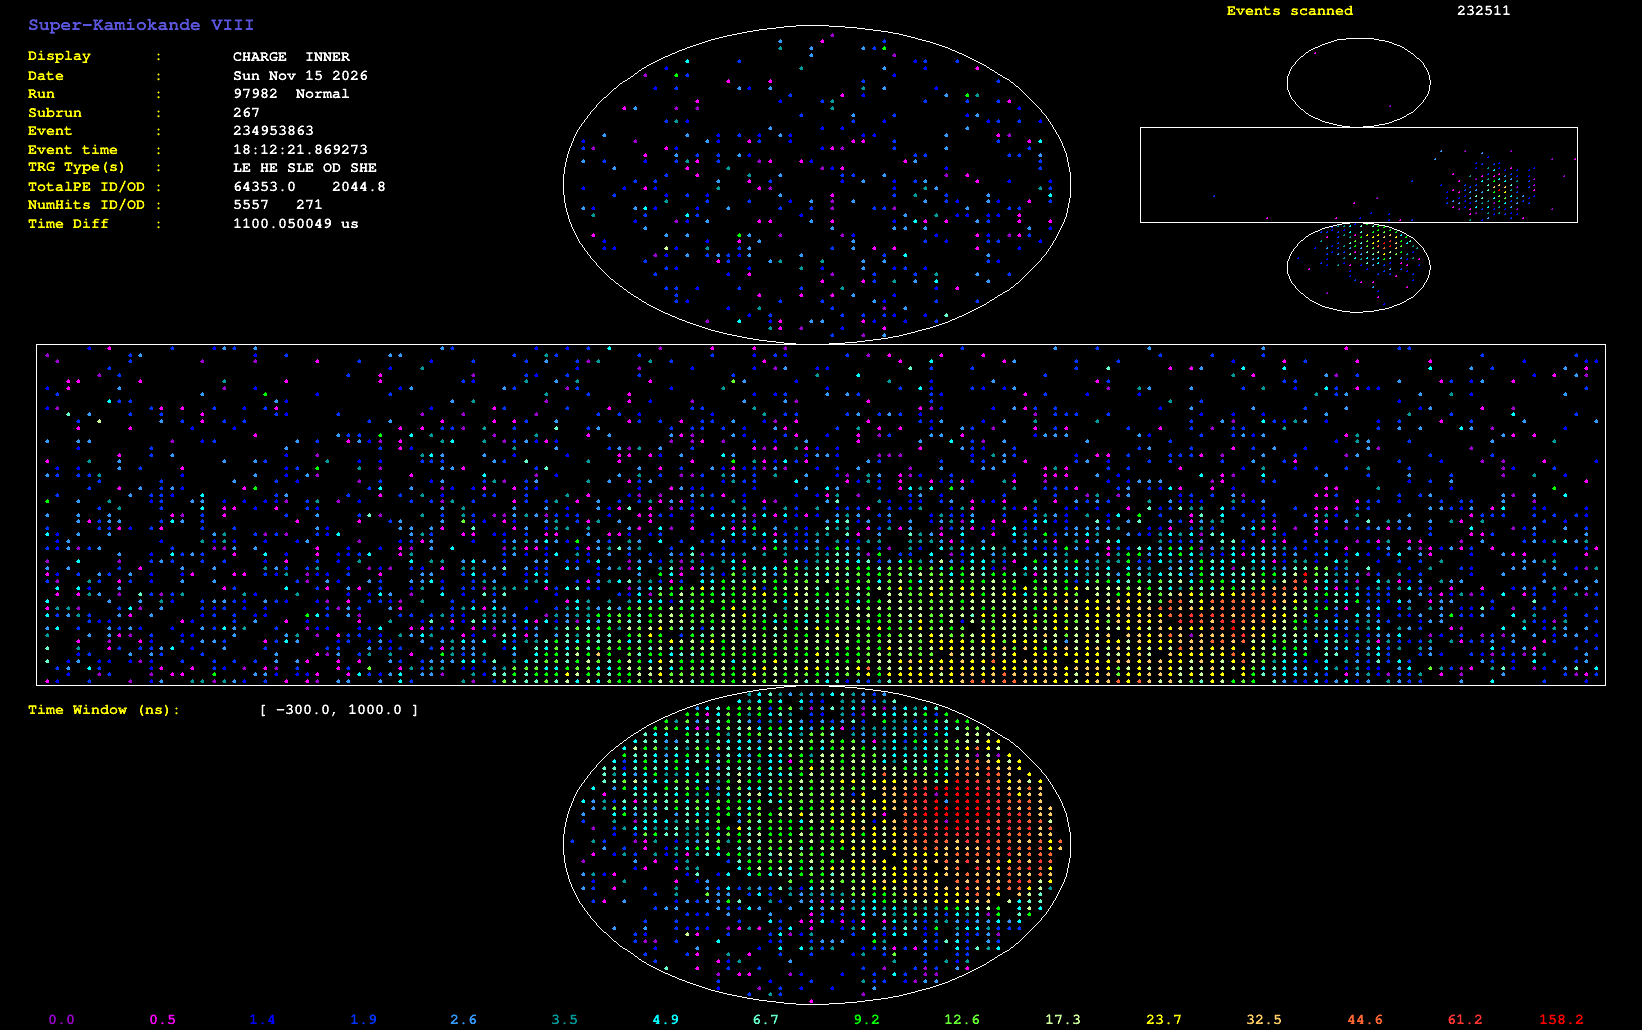 Super-Kamiokande VIII
Events scanned 232511
Display : CHARGE INNER
Date : Sun Nov 15 2026
Run : 97982 Normal
Subrun : 267
Event : 234953863
Event time : 18:12:21.869273
TRG Type(s) : LE HE SLE OD SHE
TotalPE ID/OD : 64353.0 2044.8
NumHits ID/OD : 5557 271
Time Diff : 1100.050049 us
Time Window (ns): [ -300.0, 1000.0 ]
0.0 0.5 1.4 1.9 2.6 3.5 4.9 6.7 9.2 12.6 17.3 23.7 32.5 44.6 61.2 158.2